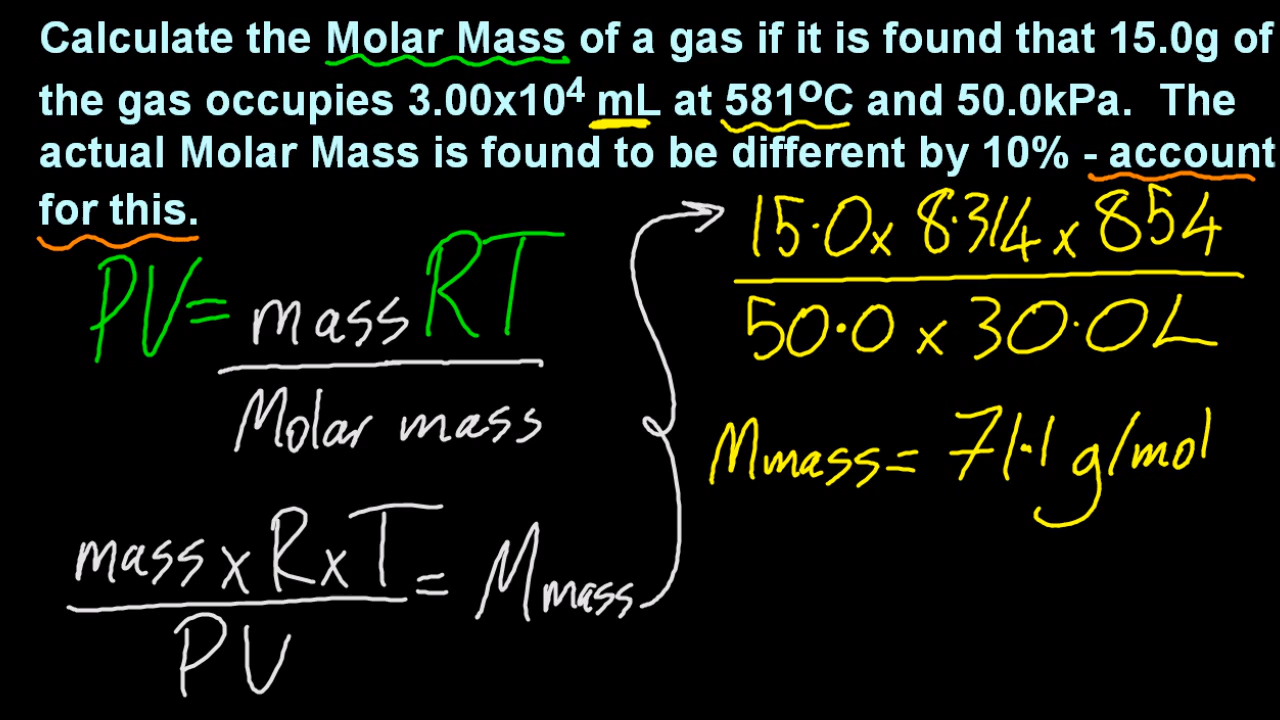 Calculate the Molar Mass of a gas if it is found that 15.0g of
the gas occupies 3.00x10⁴ mL at 581ºC and 50.0kPa. The
actual Molar Mass is found to be different by 10% - account
for this.
PV= mass RT
Molar mass
mass x R x T = Mmass
PV
15.0 x 8.314 x 854
50.0 x 30.0L
Mmass= 71.1 g/mol